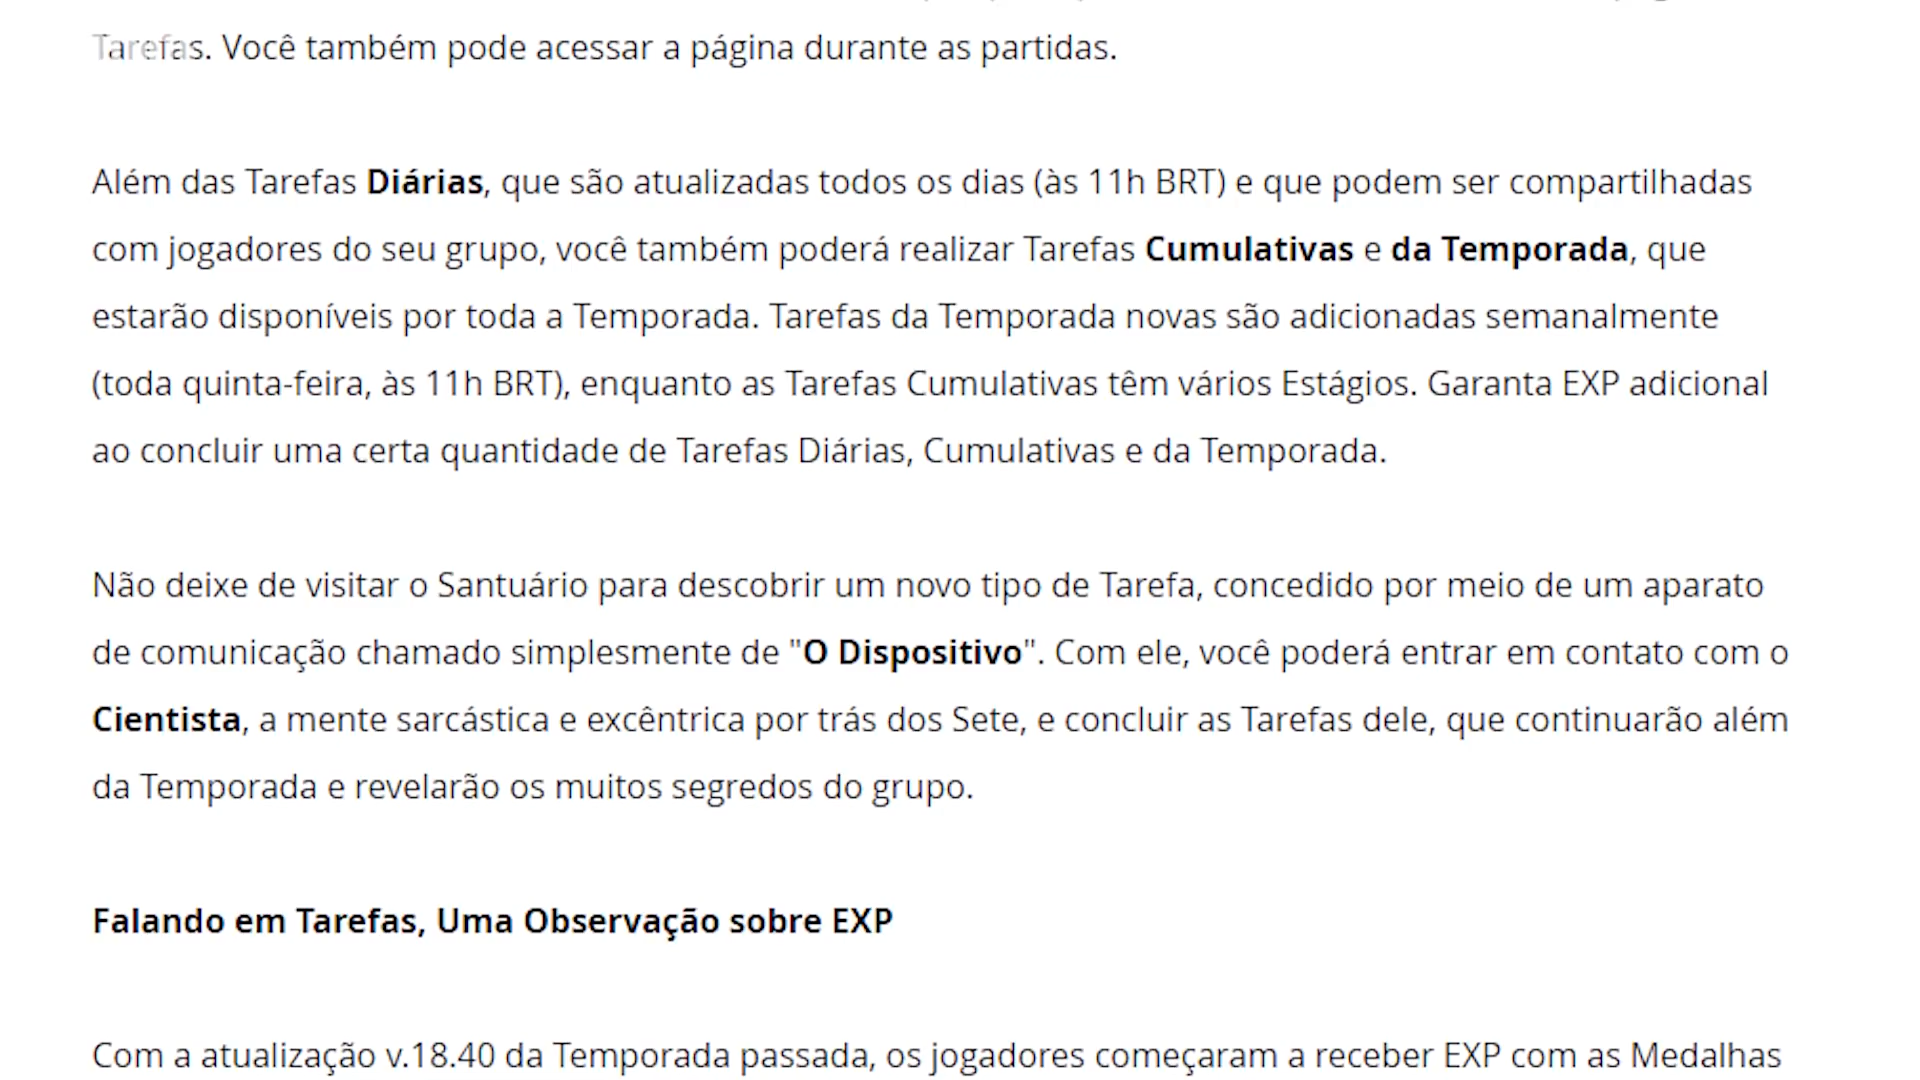 Tarefas. Você também pode acessar a página durante as partidas.
Além das Tarefas Diárias, que são atualizadas todos os dias (às 11h BRT) e que podem ser compartilhadas
com jogadores do seu grupo, você também poderá realizar Tarefas Cumulativas e da Temporada, que
estarão disponíveis por toda a Temporada. Tarefas da Temporada novas são adicionadas semanalmente
(toda quinta-feira, às 11h BRT), enquanto as Tarefas Cumulativas têm vários Estágios. Garanta EXP adicional
ao concluir uma certa quantidade de Tarefas Diárias, Cumulativas e da Temporada.
Não deixe de visitar o Santuário para descobrir um novo tipo de Tarefa, concedido por meio de um aparato
de comunicação chamado simplesmente de "O Dispositivo". Com ele, você poderá entrar em contato com o
Cientista, a mente sarcástica e excêntrica por trás dos Sete, e concluir as Tarefas dele, que continuarão além
da Temporada e revelarão os muitos segredos do grupo.
Falando em Tarefas, Uma Observação sobre EXP
Com a atualização v.18.40 da Temporada passada, os jogadores começaram a receber EXP com as Medalhas